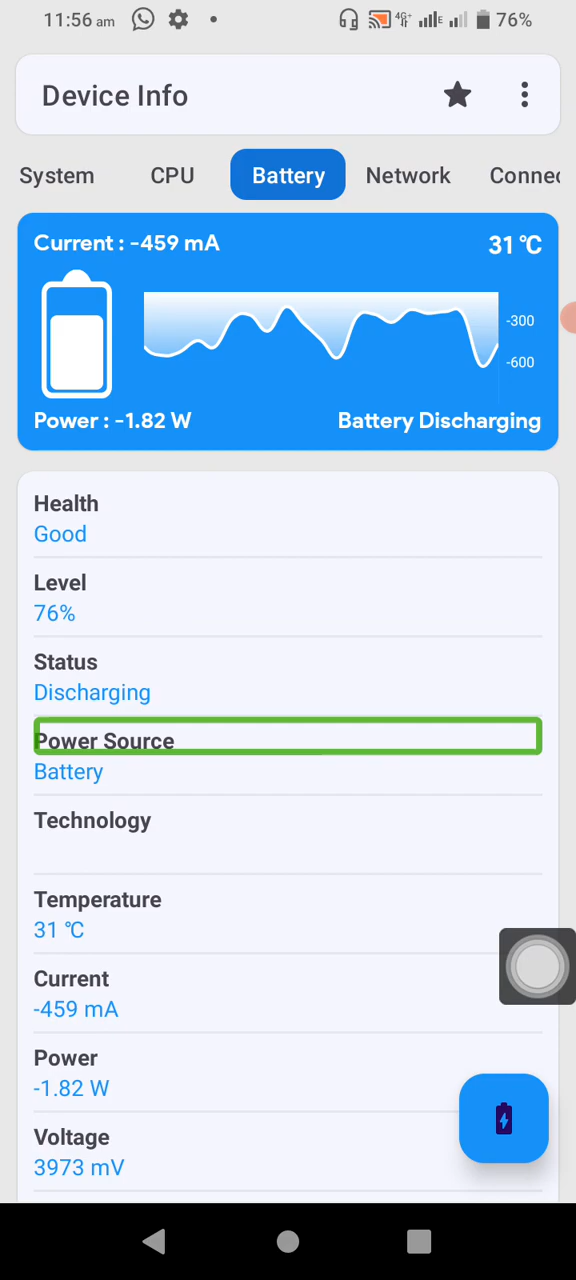 11:56 am 4G+ E 76%
Device Info
System CPU Battery Network Connec
Current : -459 mA 31 ℃
-300
-600
Power : -1.82 W Battery Discharging
Health
Good
Level
76%
Status
Discharging
Power Source
Battery
Technology
Temperature
31 ℃
Current
-459 mA
Power
-1.82 W
Voltage
3973 mV